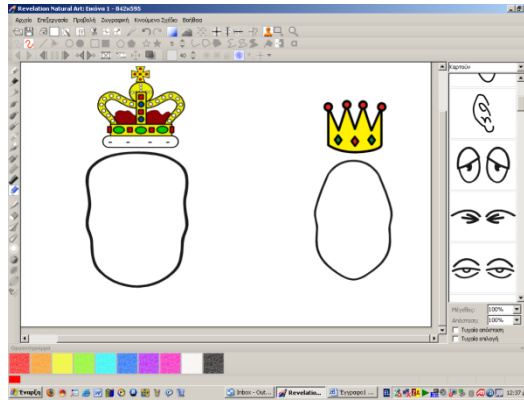 Revelation Natural Art: Εικόνα 1 - 842x595
Αρχείο Επεξεργασία Προβολή Ζωγραφική Κινούμενο Σχέδιο Βοήθεια
Καρτούν
Μέγεθος: 100%
Απόσταση: 100%
Τυχαία απόσταση
Τυχαία επιλογή
Έναρξη
Inbox - Out...
Revelatio...
Έγγραφο1 ...
12:37